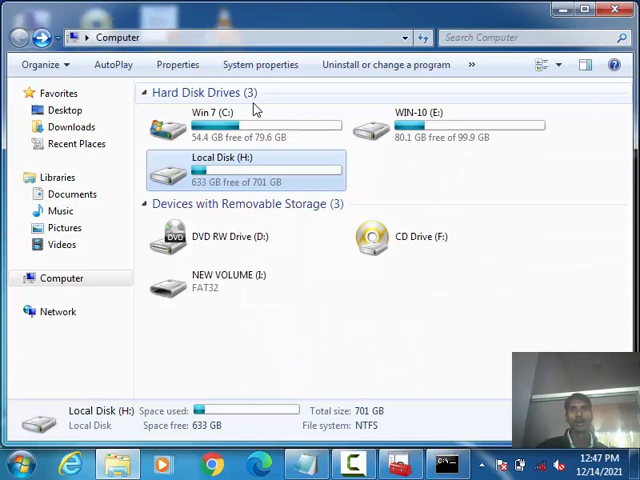 Computer
Search Computer
Organize AutoPlay Properties System properties Uninstall or change a program »
Favorites
Desktop
Downloads
Recent Places
Libraries
Documents
Music
Pictures
Videos
Computer
Network
Hard Disk Drives (3)
Win 7 (C:)
54.4 GB free of 79.6 GB
WIN-10 (E:)
80.1 GB free of 99.9 GB
Local Disk (H:)
633 GB free of 701 GB
Devices with Removable Storage (3)
DVD
DVD RW Drive (D:)
CD Drive (F:)
NEW VOLUME (I:)
FAT32
Local Disk (H:) Space used: Total size: 701 GB
Local Disk Space free: 633 GB File system: NTFS
12:47 PM
12/14/2021